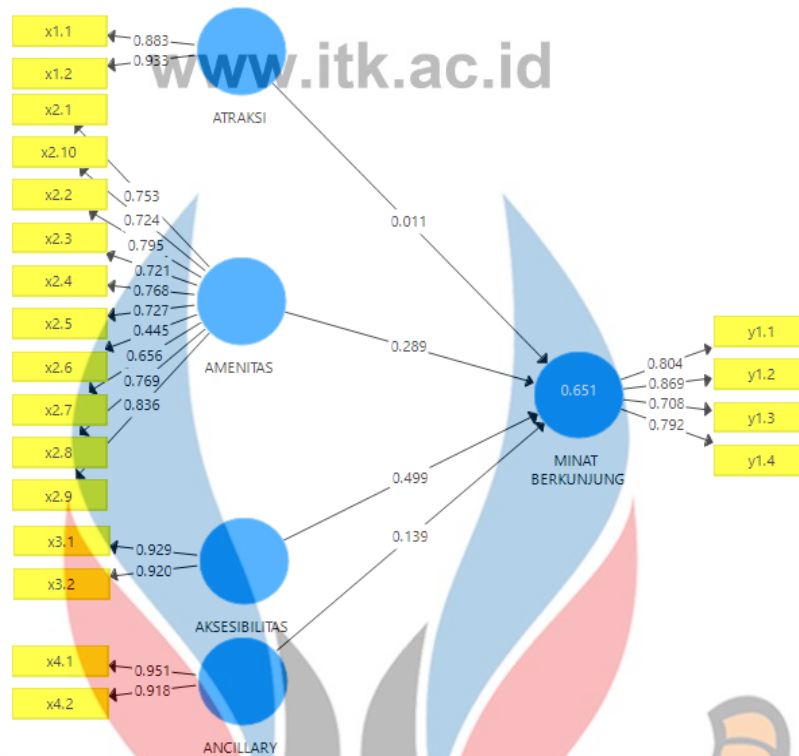 x1.1
0.883
x1.2
0.933
www.itk.ac.id
ATRAKSI
x2.1
x2.10
x2.2
x2.3
x2.4
x2.5
x2.6
x2.7
x2.8
x2.9
0.753
0.724
0.795
0.721
0.768
0.727
0.445
0.656
0.769
0.836
AMENITAS
x3.1
0.929
x3.2
0.920
AKSESIBILITAS
x4.1
0.951
x4.2
0.918
ANCILLARY
0.011
0.289
0.499
0.139
0.651
MINAT
BERKUNJUNG
0.804
0.869
0.708
0.792
y1.1
y1.2
y1.3
y1.4